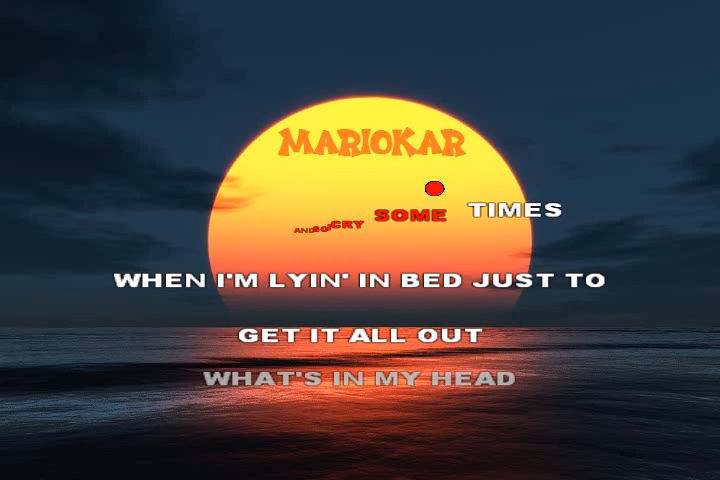 MARIOKAR
AND SO I CRY SOME TIMES
WHEN I'M LYIN' IN BED JUST TO
GET IT ALL OUT
WHAT'S IN MY HEAD